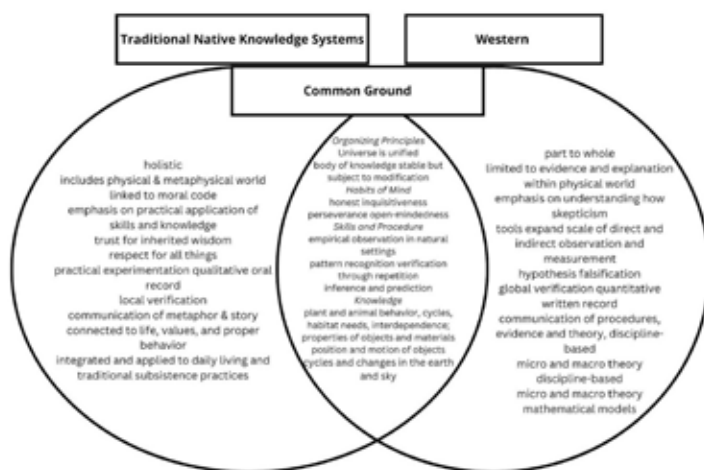 Traditional Native Knowledge Systems
Western
Common Ground
holistic
includes physical & metaphysical world
linked to moral code
emphasis on practical application of
skills and knowledge
trust for inherited wisdom
respect for all things
practical experimentation qualitative oral
record
local verification
communication of metaphor & story
connected to life, values, and proper
behavior
integrated and applied to daily living and
traditional subsistence practices
Organizing Principles
Universe is unified
body of knowledge stable but
subject to modification
Habits of Mind
honest inquisitiveness
perseverance open-mindedness
Skills and Procedure
empirical observation in natural
settings
pattern recognition verification
through repetition
inference and prediction
Knowledge
plant and animal behavior, cycles,
habitat needs, interdependence;
properties of objects and materials
position and motion of objects
cycles and changes in the earth
and sky
part to whole
limited to evidence and explanation
within physical world
emphasis on understanding how
skepticism
tools expand scale of direct and
indirect observation and
measurement
hypothesis falsification
global verification quantitative
written record
communication of procedures,
evidence and theory, discipline-
based
micro and macro theory
discipline-based
micro and macro theory
mathematical models